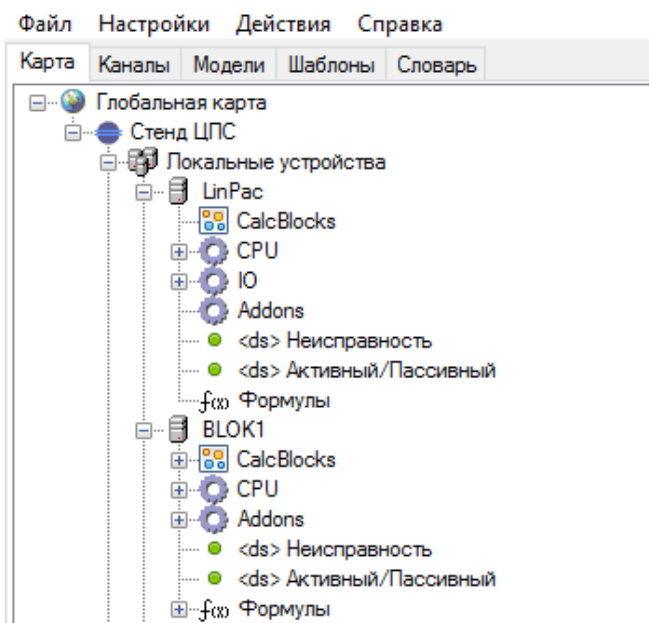 Файл Настройки Действия Справка
Карта Каналы Модели Шаблоны Словарь
Глобальная карта
Стенд ЦПС
Локальные устройства
LinPac
CalcBlocks
CPU
IO
Addons
<ds> Неисправность
<ds> Активный/Пассивный
f(x) Формулы
BLOK1
CalcBlocks
CPU
Addons
<ds> Неисправность
<ds> Активный/Пассивный
f(x) Формулы